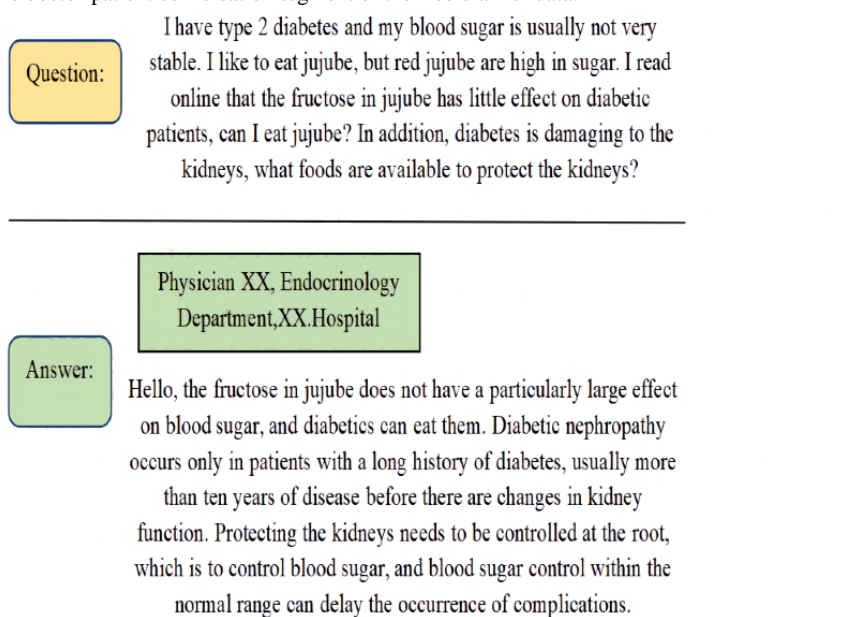 I have type 2 diabetes and my blood sugar is usually not very
Question:
stable. I like to eat jujube, but red jujube are high in sugar. I read
online that the fructose in jujube has little effect on diabetic
patients, can I eat jujube? In addition, diabetes is damaging to the
kidneys, what foods are available to protect the kidneys?
Physician XX, Endocrinology
Department,XX.Hospital
Answer:
Hello, the fructose in jujube does not have a particularly large effect
on blood sugar, and diabetics can eat them. Diabetic nephropathy
occurs only in patients with a long history of diabetes, usually more
than ten years of disease before there are changes in kidney
function. Protecting the kidneys needs to be controlled at the root,
which is to control blood sugar, and blood sugar control within the
normal range can delay the occurrence of complications.